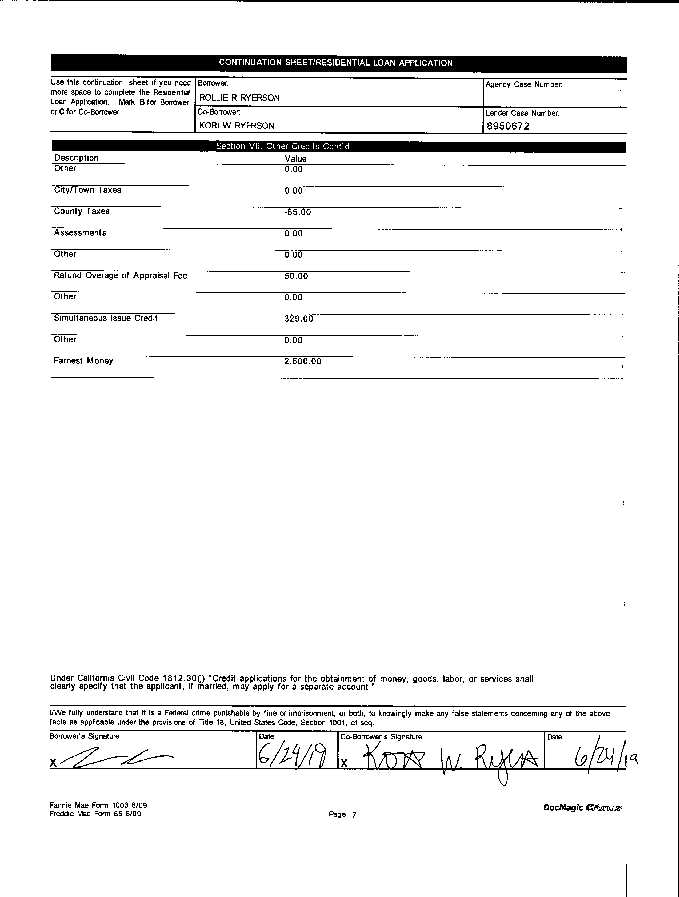 CONTINUATION SHEET/RESIDENTIAL LOAN APPLICATION
Use this continuation sheet if you need
more space to complete the Residential
Loan Application. Mark B for Borrower
or C for Co-Borrower.
Borrower:
ROLLIE R RYERSON
Co-Borrower:
KORI W RYERSON
Agency Case Number:
Lender Case Number:
8950672
Section VII. Other Credits Cont'd
Description Value
Other 0.00
City/Town Taxes 0.00
County Taxes -65.00
Assessments 0.00
Other 0.00
Refund Overage of Appraisal Fee 50.00
Other 0.00
Simultaneous Issue Credit 329.00
Other 0.00
Earnest Money 2,500.00
Under California Civil Code 1812.30(j) "Credit applications for the obtainment of money, goods, labor, or services shall
clearly specify that the applicant, if married, may apply for a separate account."
I/We fully understand that it is a Federal crime punishable by fine or imprisonment, or both, to knowingly make any false statements concerning any of the above
facts as applicable under the provisions of Title 18, United States Code, Section 1001, et seq.
Borrower's Signature Date Co-Borrower's Signature Date
X 6/24/19 X 6/24/19
Fannie Mae Form 1003 6/09
Freddie Mac Form 65 6/09
Page 7
DocMagic